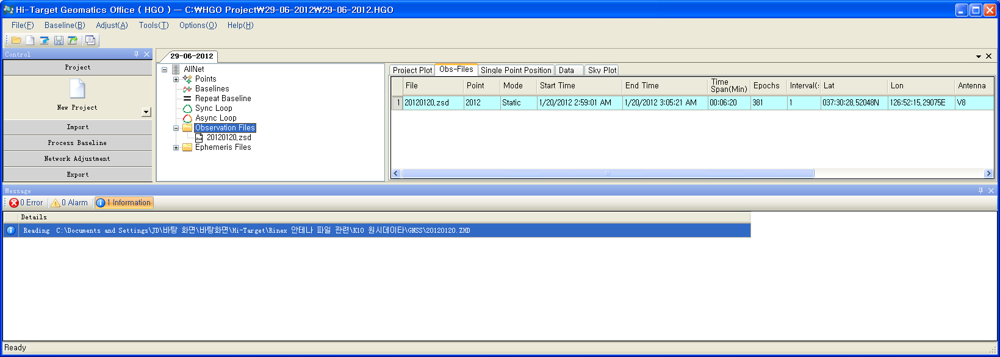 Hi-Target Geomatics Office ( HGO ) — C:₩HGO Project₩29-06-2012₩29-06-2012.HGO
File(F) Baseline(B) Adjust(A) Tools(T) Options(O) Help(H)
Control
Project
New Project
Import
Process Baseline
Network Adjustment
Export
29-06-2012
AllNet
Points
Baselines
Repeat Baseline
Sync Loop
Async Loop
Observation Files
20120120.zsd
Ephemeris Files
Project Plot Obs-Files Single Point Position Data Sky Plot
File Point Mode Start Time End Time Time Span(Min) Epochs Interval(s Lat Lon Antenna
1 20120120.zsd 2012 Static 1/20/2012 2:59:01 AM 1/20/2012 3:05:21 AM 00:06:20 381 1 037:30:28.52048N 126:52:15.29075E V8
Message
0 Error 0 Alarm 1 Information
Details
Reading C:\Documents and Settings\JD\바탕 화면\바탕화면\Hi-Target\Rinex 안테나 파일 관련\K10 원시데이타\GNSS\20120120.ZHD
Ready